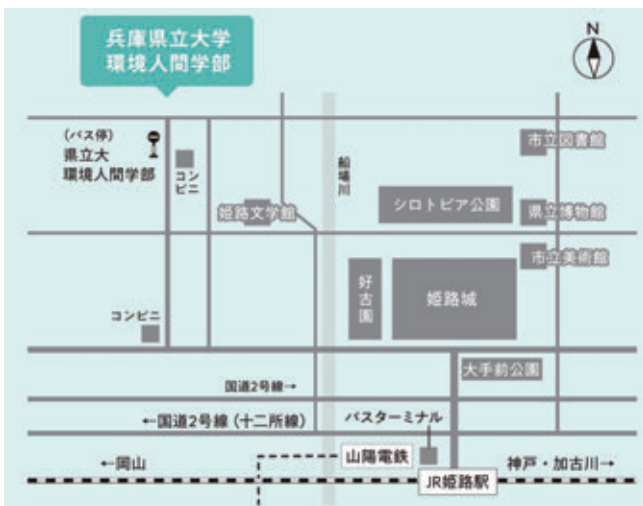 兵庫県立大学
環境人間学部
N
(バス停)
県立大
環境人間学部
コン
ビニ
船場川
市立図書館
シロトピア公園
県立博物館
姫路文学館
市立美術館
好古園
姫路城
コンビニ
大手前公園
国道2号線→
←国道2号線(十二所線)
バスターミナル
←岡山
山陽電鉄
神戸・加古川→
JR姫路駅